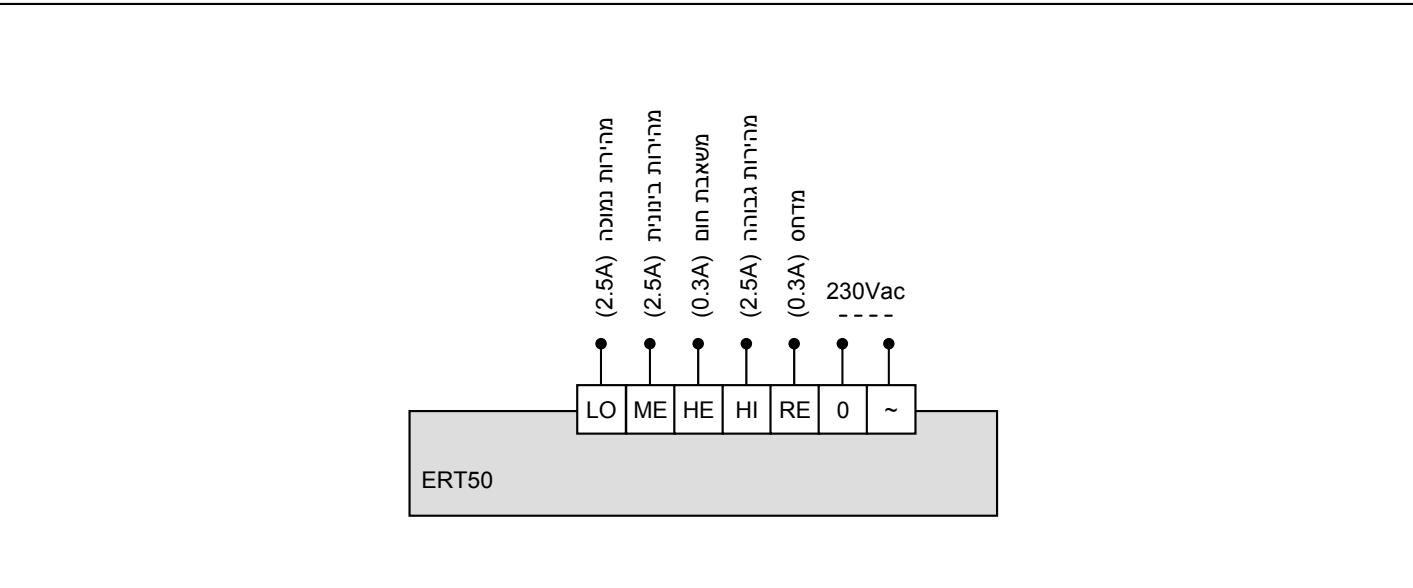 מהירות נמוכה (2.5A)
מהירות בינונית (2.5A)
משאבת חום (0.3A)
מהירות גבוהה (2.5A)
מדחס (0.3A)
230Vac
LO ME HE HI RE 0 ~
ERT50